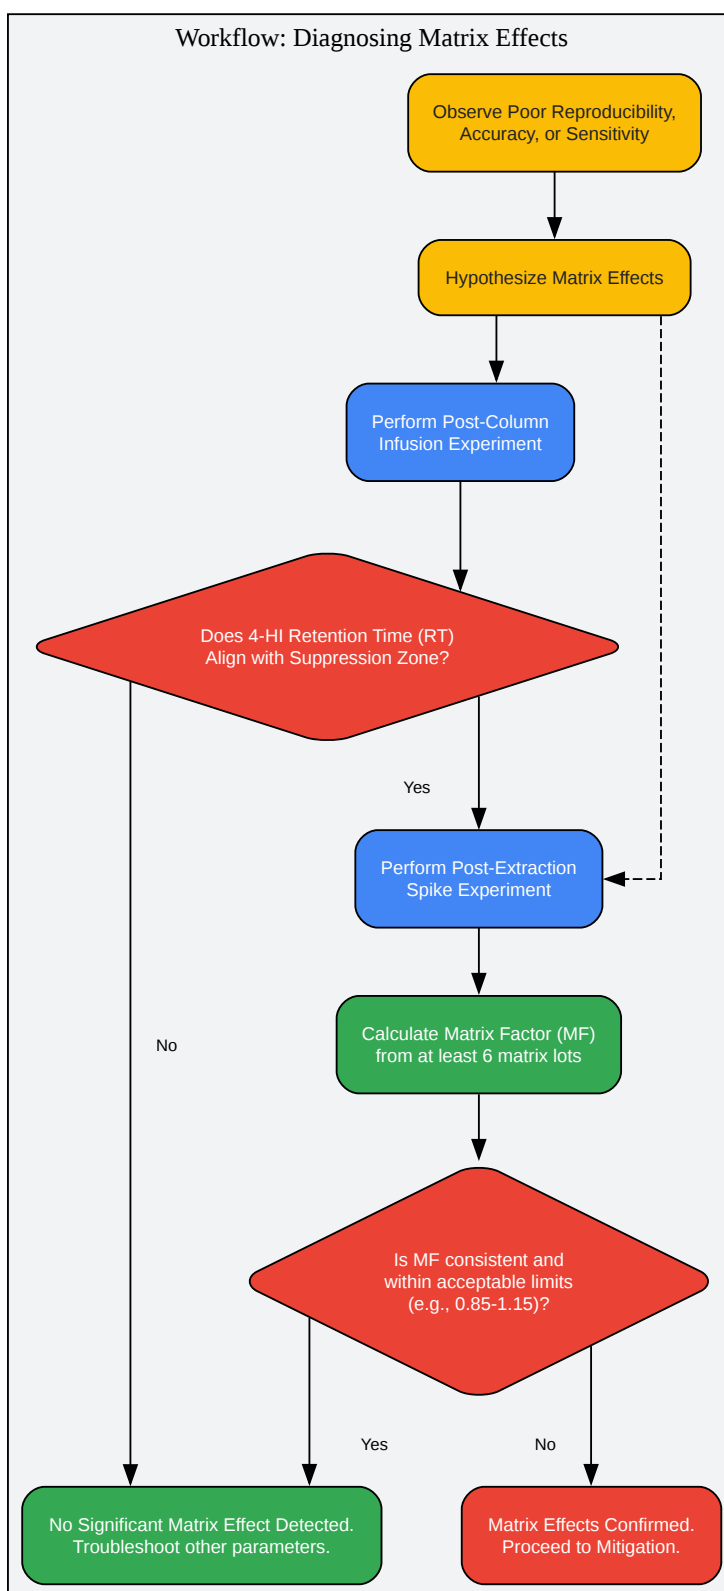 Workflow: Diagnosing Matrix Effects
Observe Poor Reproducibility,
Accuracy, or Sensitivity
Hypothesize Matrix Effects
Perform Post-Column
Infusion Experiment
Does 4-HI Retention Time (RT)
Align with Suppression Zone?
Yes
Perform Post-Extraction
Spike Experiment
No
Calculate Matrix Factor (MF)
from at least 6 matrix lots
Is MF consistent and
within acceptable limits
(e.g., 0.85-1.15)?
Yes
No
No Significant Matrix Effect Detected.
Troubleshoot other parameters.
Matrix Effects Confirmed.
Proceed to Mitigation.